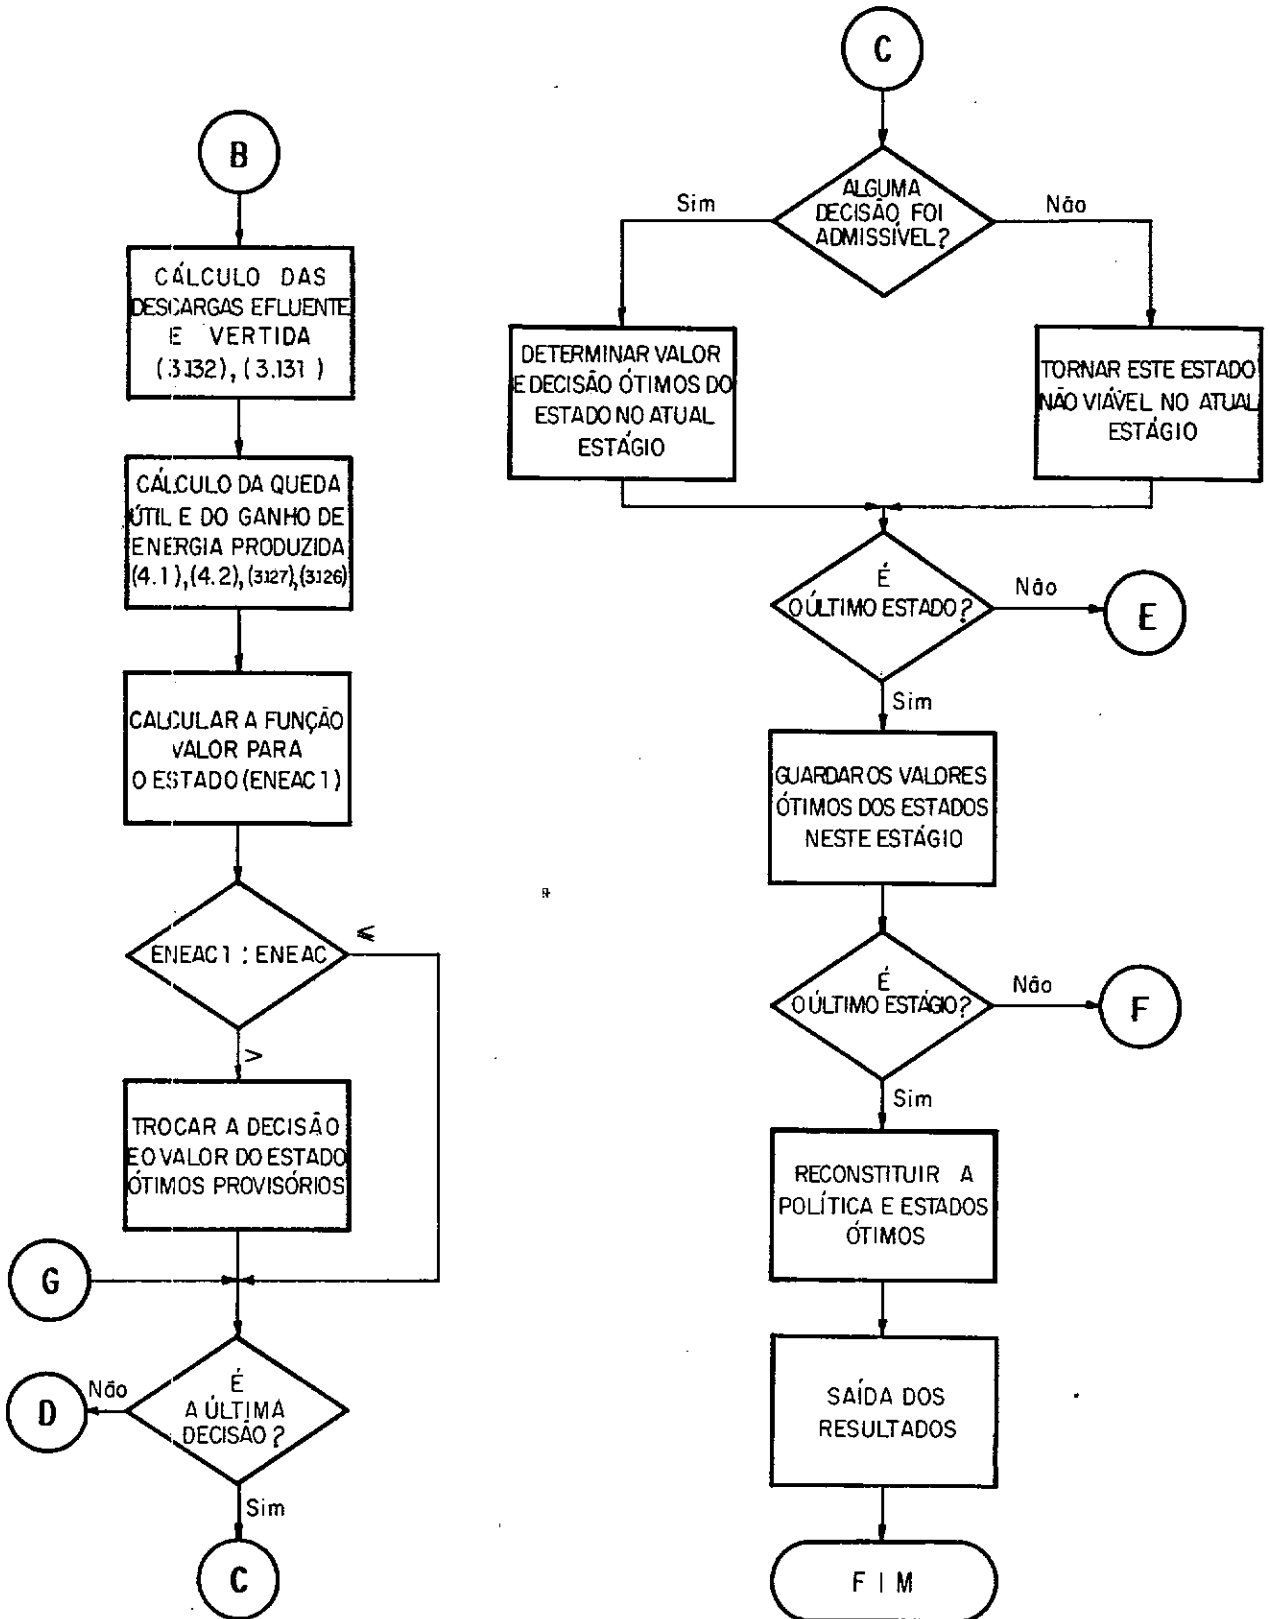 B
CÁLCULO DAS
DESCARGAS EFLUENTE
E VERTIDA
(3.132), (3.131)
CÁLCULO DA QUEDA
ÚTIL E DO GANHO DE
ENERGIA PRODUZIDA
(4.1),(4.2),(3.127),(3.126)
CALCULAR A FUNÇÃO
VALOR PARA
O ESTADO (ENEAC1)
ENEAC1 : ENEAC
≤
>
TROCAR A DECISÃO
E O VALOR DO ESTADO
ÓTIMOS PROVISÓRIOS
G
É
A ÚLTIMA
DECISÃO?
Não
D
Sim
C
C
ALGUMA
DECISÃO FOI
ADMISSÍVEL?
Sim
Não
DETERMINAR VALOR
E DECISÃO ÓTIMOS DO
ESTADO NO ATUAL
ESTÁGIO
TORNAR ESTE ESTADO
NÃO VIÁVEL NO ATUAL
ESTÁGIO
É
O ÚLTIMO ESTADO?
Não
E
Sim
GUARDAR OS VALORES
ÓTIMOS DOS ESTADOS
NESTE ESTÁGIO
É
O ÚLTIMO ESTÁGIO?
Não
F
Sim
RECONSTITUIR A
POLÍTICA E ESTADOS
ÓTIMOS
SAÍDA DOS
RESULTADOS
FIM